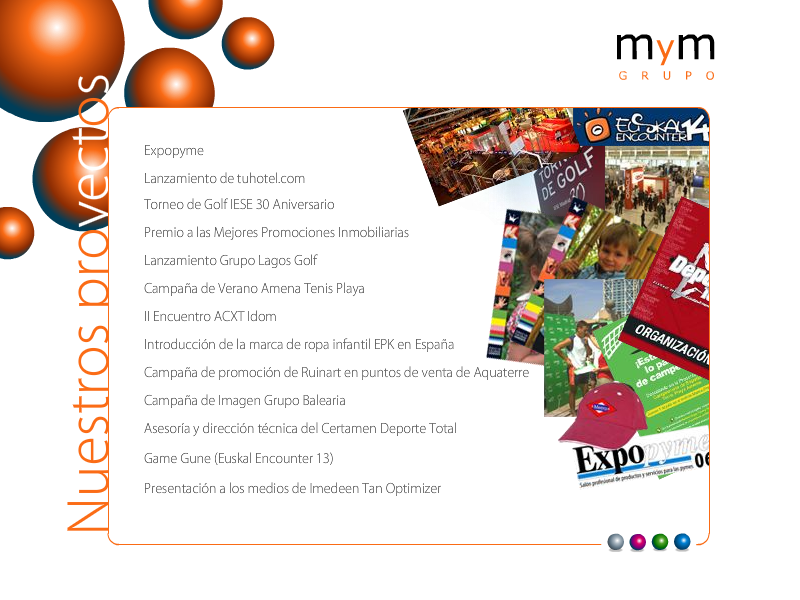 mym
GRUPO
Nuestros proyectos
Expopyme
Lanzamiento de tuhotel.com
Torneo de Golf IESE 30 Aniversario
Premio a las Mejores Promociones Inmobiliarias
Lanzamiento Grupo Lagos Golf
Campaña de Verano Amena Tenis Playa
II Encuentro ACXT Idom
Introducción de la marca de ropa infantil EPK en España
Campaña de promoción de Ruinart en puntos de venta de Aquaterre
Campaña de Imagen Grupo Balearia
Asesoría y dirección técnica del Certamen Deporte Total
Game Gune (Euskal Encounter 13)
Presentación a los medios de Imedeen Tan Optimizer
EUSKAL
ENCOUNTER 14
DE GOLF
30
ORGANIZACIÓN
lo pa
de campe
Expopyme 06
Salón profesional de productos y servicios para las pymes